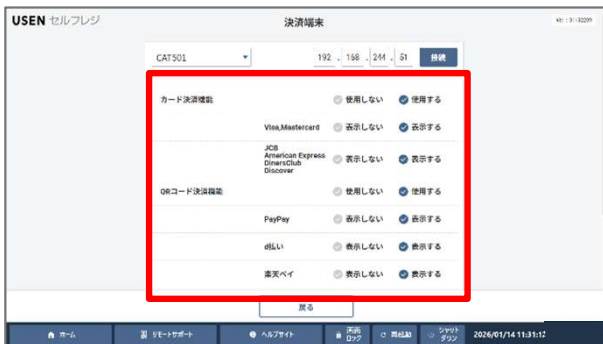 USEN セルフレジ
決済端末
CAT501
192 . 168 . 244 . 51 接続
カード決済機能 使用しない 使用する
Visa,Mastercard 表示しない 表示する
JCB
American Express
DinersClub
Discover
表示しない 表示する
QRコード決済機能 使用しない 使用する
PayPay 表示しない 表示する
d払い 表示しない 表示する
楽天ペイ 表示しない 表示する
戻る
ホーム リモートサポート ヘルプサイト 画面ロック 再起動 シャットダウン 2026/01/14 11:31:12